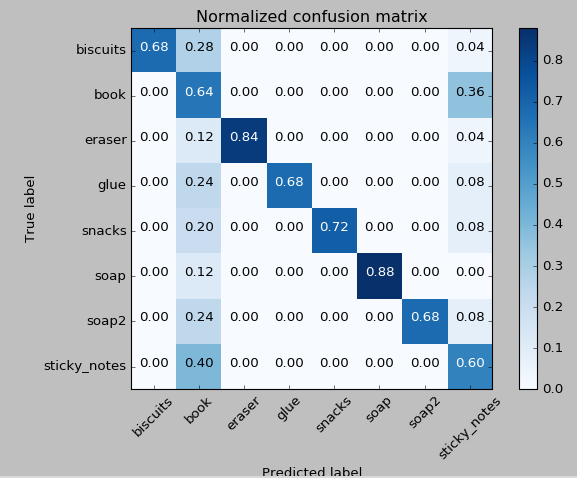 Normalized confusion matrix
biscuits 0.68 0.28 0.00 0.00 0.00 0.00 0.00 0.04
book 0.00 0.64 0.00 0.00 0.00 0.00 0.00 0.36
eraser 0.00 0.12 0.84 0.00 0.00 0.00 0.00 0.04
glue 0.00 0.24 0.00 0.68 0.00 0.00 0.00 0.08
snacks 0.00 0.20 0.00 0.00 0.72 0.00 0.00 0.08
soap 0.00 0.12 0.00 0.00 0.00 0.88 0.00 0.00
soap2 0.00 0.24 0.00 0.00 0.00 0.00 0.68 0.08
sticky_notes 0.00 0.40 0.00 0.00 0.00 0.00 0.00 0.60
True label
biscuits book eraser glue snacks soap soap2 sticky_notes
Predicted label
0.8
0.7
0.6
0.5
0.4
0.3
0.2
0.1
0.0